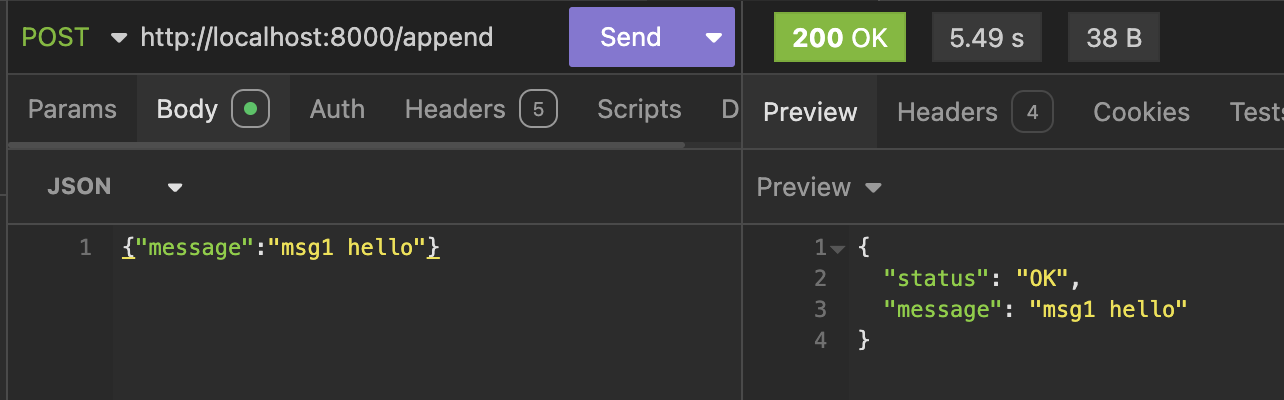 POST http://localhost:8000/append Send 200 OK 5.49 s 38 B
Params Body Auth Headers 5 Scripts D Preview Headers 4 Cookies Tests
JSON Preview
1 {"message":"msg1 hello"}
1 {
2 "status": "OK",
3 "message": "msg1 hello"
4 }